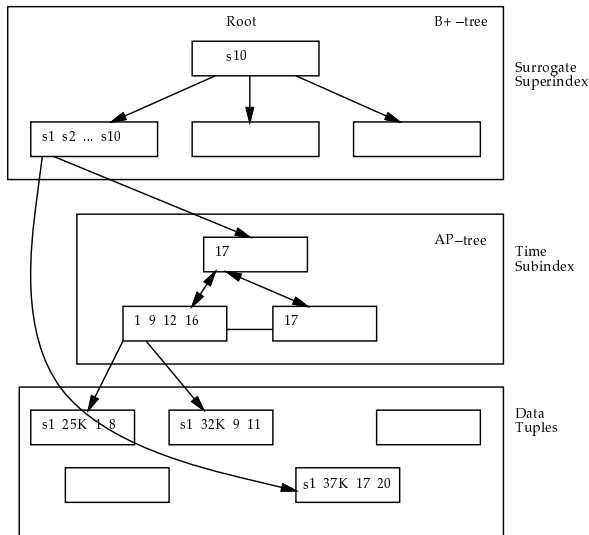 Root
B+ –tree
s10
Surrogate
Superindex
s1 s2 ... s10
17
AP–tree
Time
Subindex
1 9 12 16
17
s1 25K 1 8
s1 32K 9 11
Data
Tuples
s1 37K 17 20